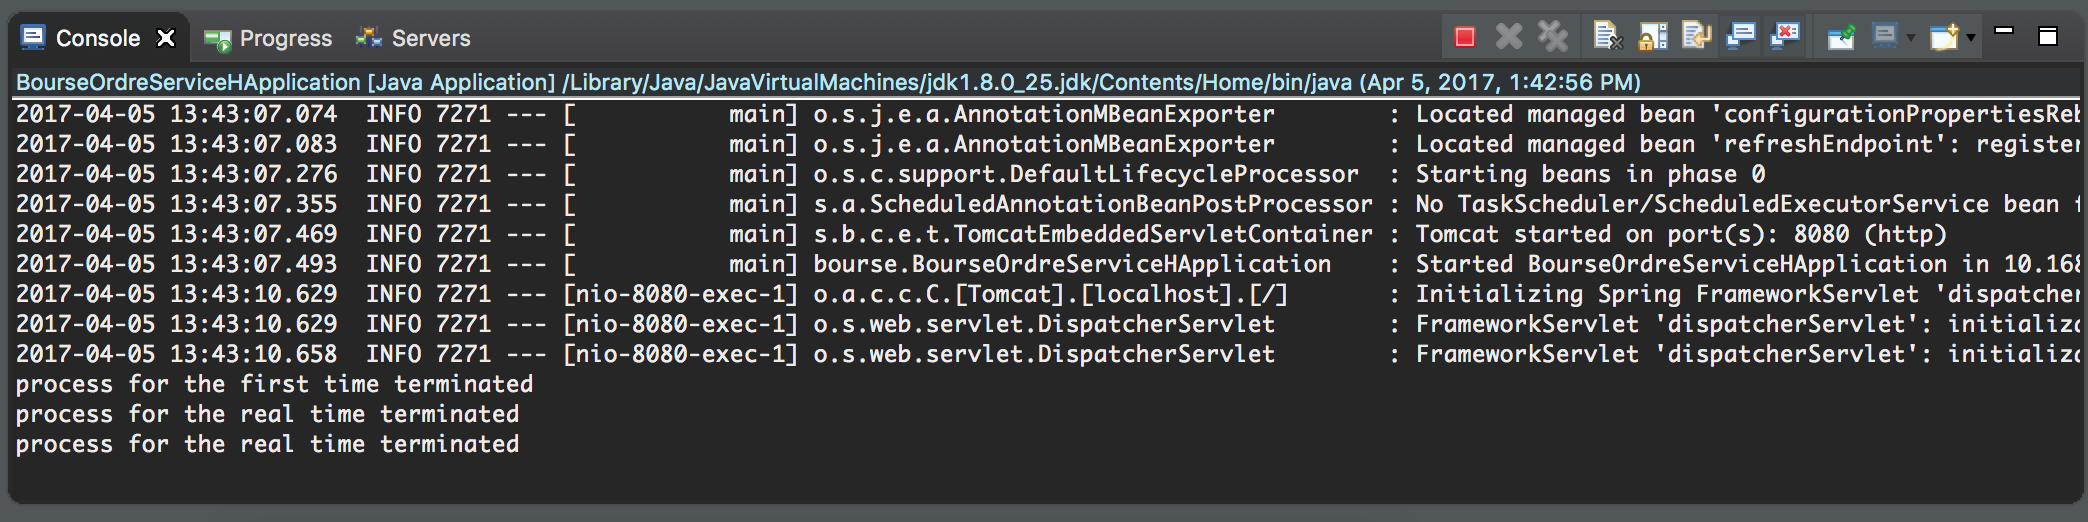 Console Progress Servers
BourseOrdreServiceHApplication [Java Application] /Library/Java/JavaVirtualMachines/jdk1.8.0_25.jdk/Contents/Home/bin/java (Apr 5, 2017, 1:42:56 PM)
2017-04-05 13:43:07.074  INFO 7271 --- [           main] o.s.j.e.a.AnnotationMBeanExporter        : Located managed bean 'configurationPropertiesReb
2017-04-05 13:43:07.083  INFO 7271 --- [           main] o.s.j.e.a.AnnotationMBeanExporter        : Located managed bean 'refreshEndpoint': register
2017-04-05 13:43:07.276  INFO 7271 --- [           main] o.s.c.support.DefaultLifecycleProcessor  : Starting beans in phase 0
2017-04-05 13:43:07.355  INFO 7271 --- [           main] s.a.ScheduledAnnotationBeanPostProcessor : No TaskScheduler/ScheduledExecutorService bean f
2017-04-05 13:43:07.469  INFO 7271 --- [           main] s.b.c.e.t.TomcatEmbeddedServletContainer : Tomcat started on port(s): 8080 (http)
2017-04-05 13:43:07.493  INFO 7271 --- [           main] bourse.BourseOrdreServiceHApplication    : Started BourseOrdreServiceHApplication in 10.168
2017-04-05 13:43:10.629  INFO 7271 --- [nio-8080-exec-1] o.a.c.c.C.[Tomcat].[localhost].[/]       : Initializing Spring FrameworkServlet 'dispatcher
2017-04-05 13:43:10.629  INFO 7271 --- [nio-8080-exec-1] o.s.web.servlet.DispatcherServlet        : FrameworkServlet 'dispatcherServlet': initializa
2017-04-05 13:43:10.658  INFO 7271 --- [nio-8080-exec-1] o.s.web.servlet.DispatcherServlet        : FrameworkServlet 'dispatcherServlet': initializa
process for the first time terminated
process for the real time terminated
process for the real time terminated